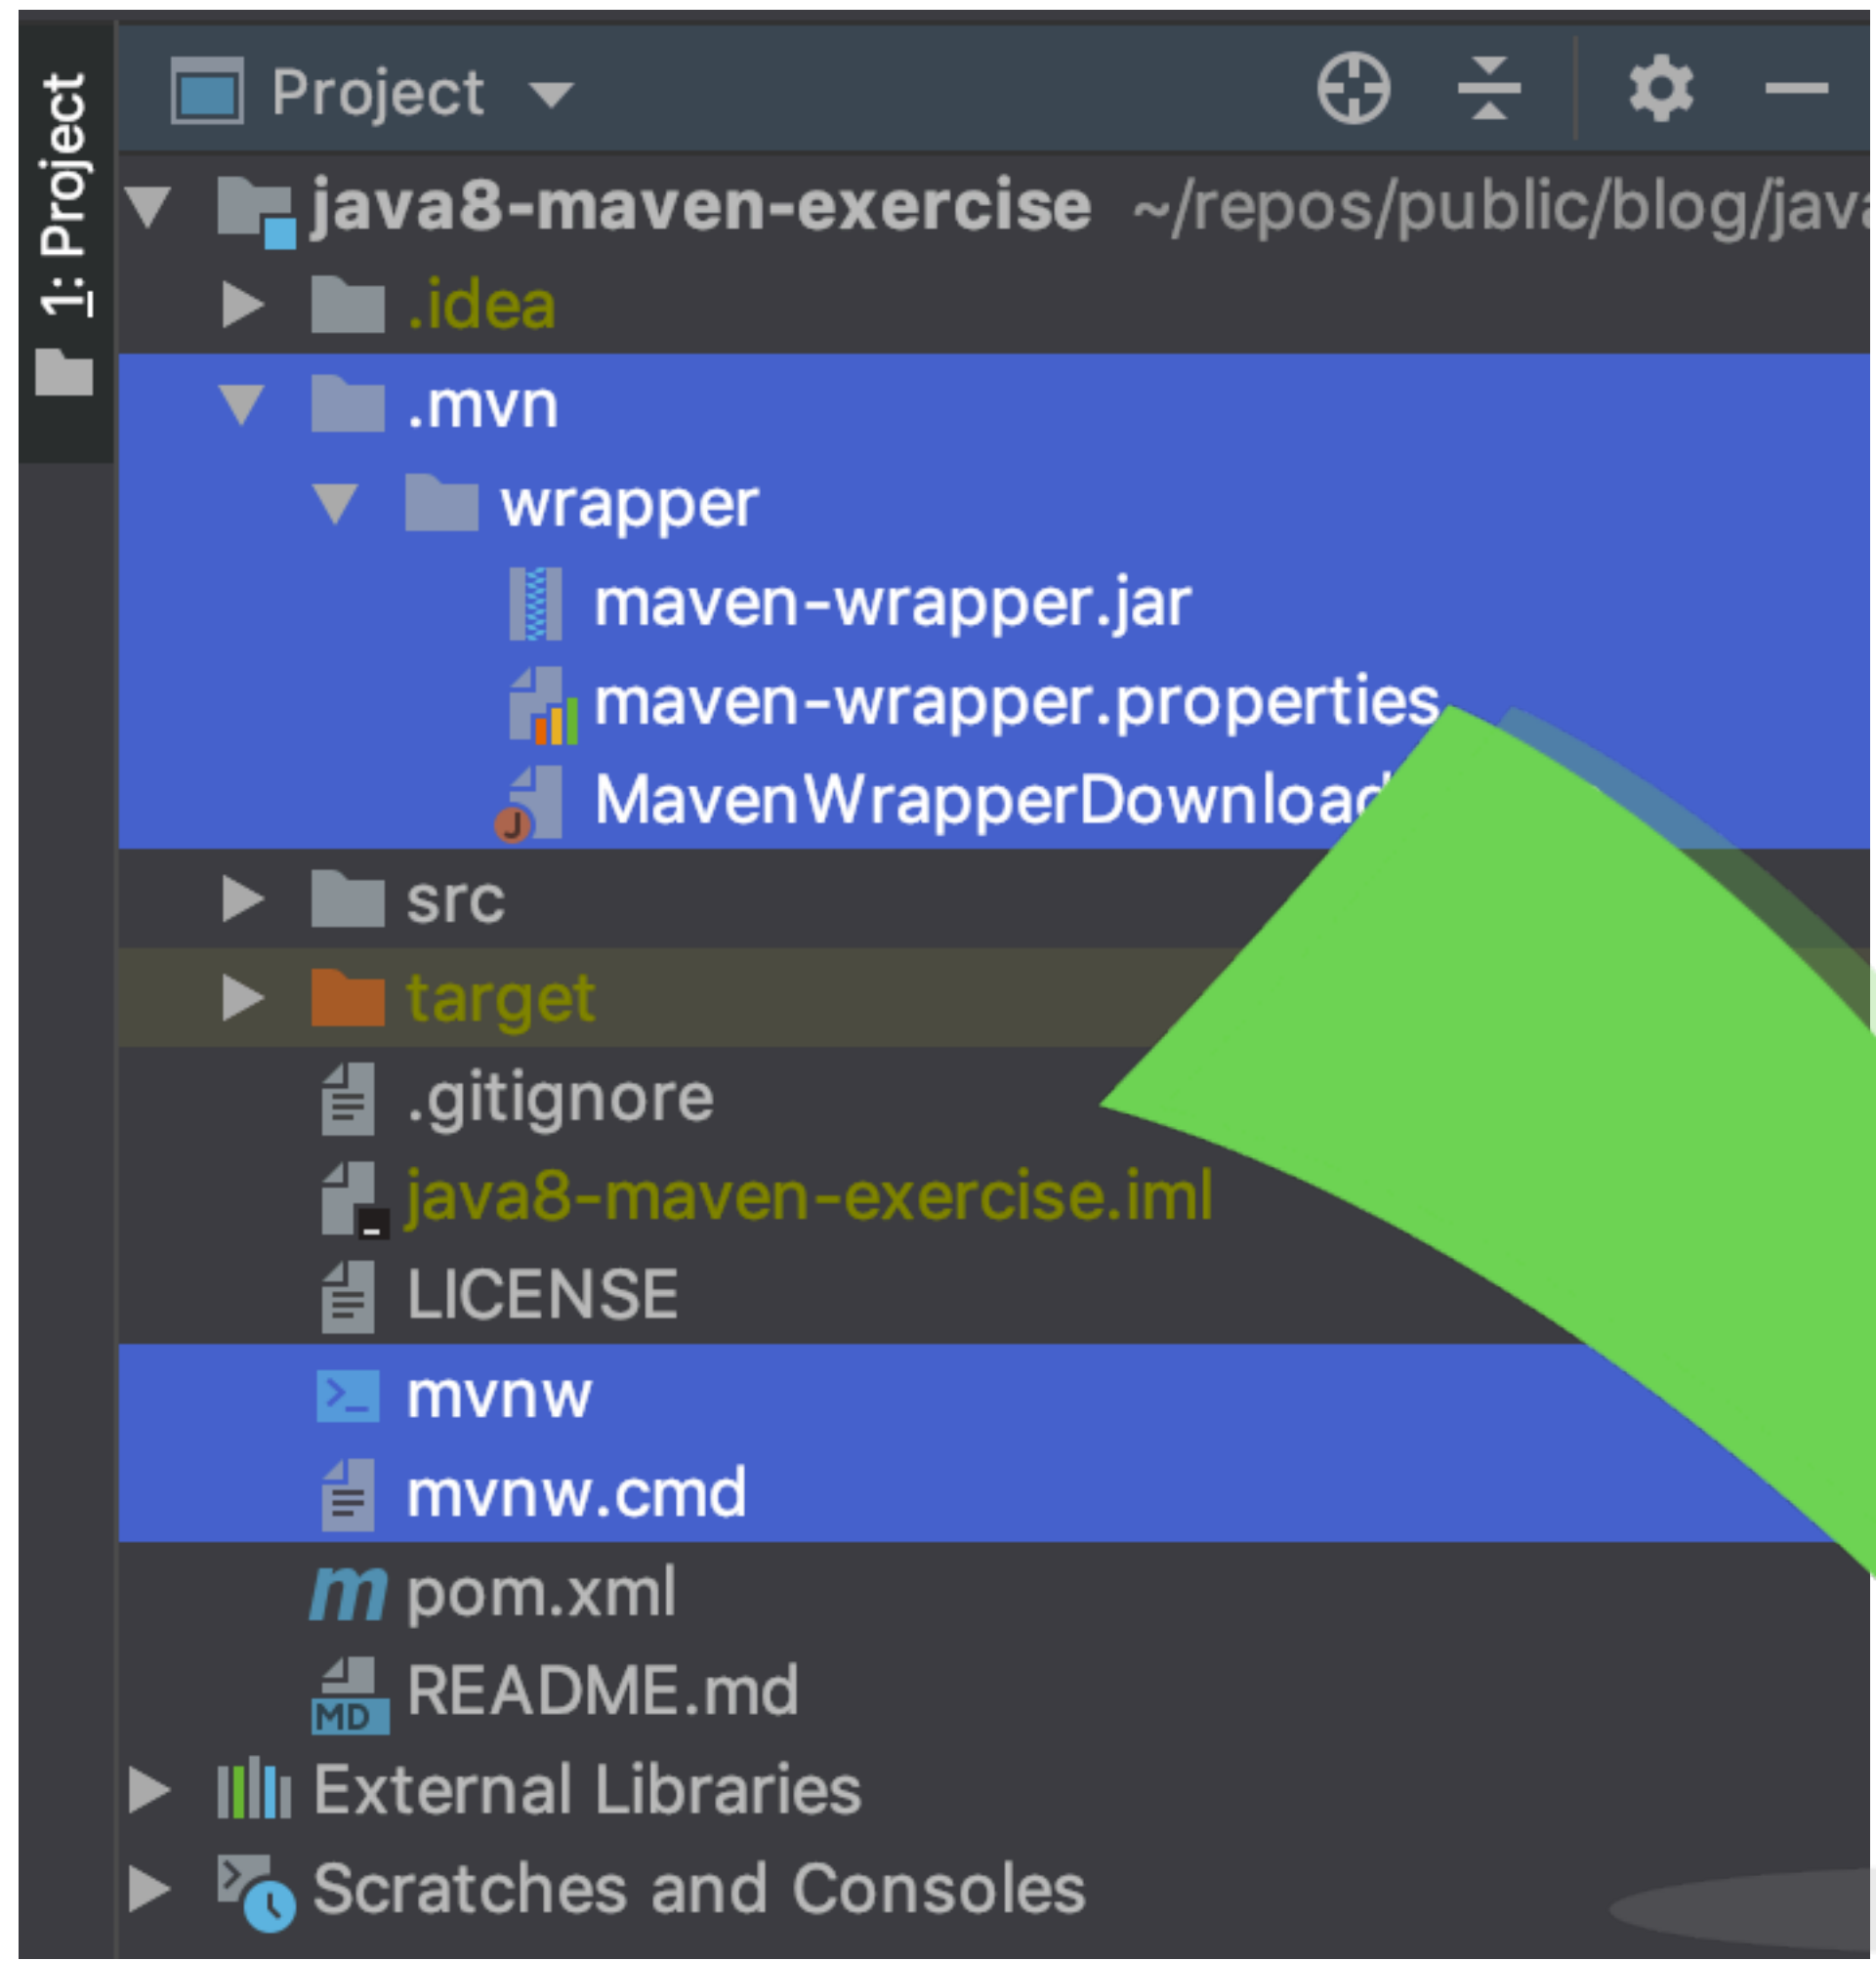 1: Project
Project
java8-maven-exercise ~/repos/public/blog/java
.idea
.mvn
wrapper
maven-wrapper.jar
maven-wrapper.properties
src
target
.gitignore
java8-maven-exercise.iml
LICENSE
mvnw
mvnw.cmd
pom.xml
MD README.md
External Libraries
Scratches and Consoles